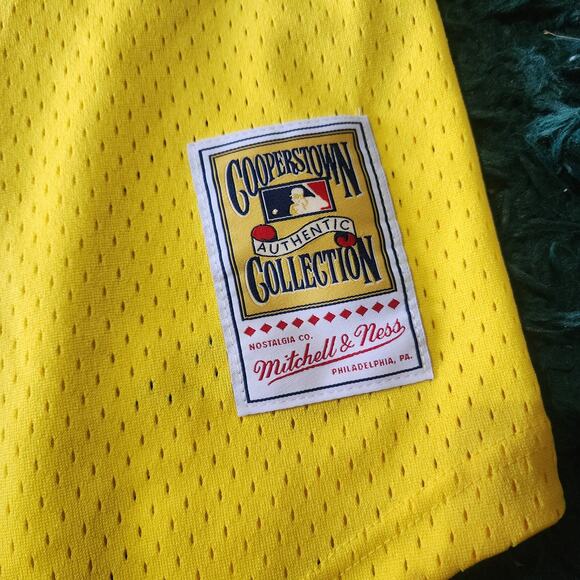 COOPERSTOWN
AUTHENTIC
COLLECTION
NOSTALGIA CO.
Mitchell & Ness
PHILADELPHIA, PA.